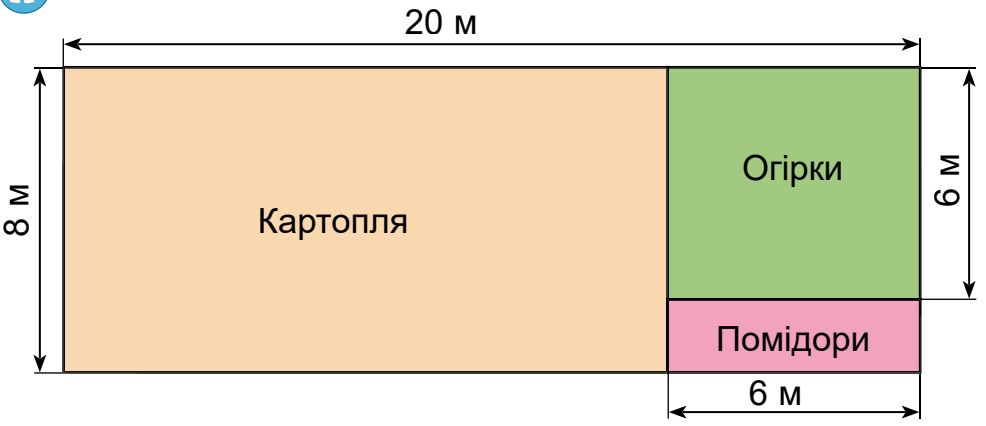 20 м
8 м
Картопля
Огірки
6 м
Помідори
6 м